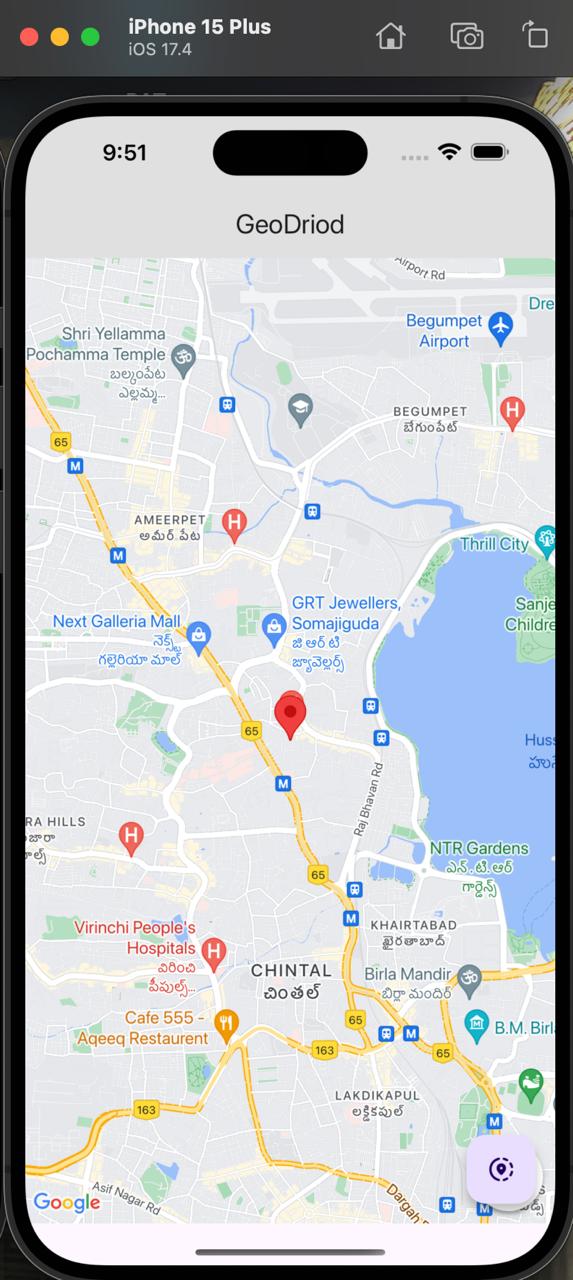 iPhone 15 Plus
iOS 17.4
9:51
GeoDriod
Airport Rd
Dre
Begumpet
Airport
Shri Yellamma
Pochamma Temple
బల్కంపేట
ఎల్లమ్మ...
BEGUMPET
బేగంపేట్
65
M
AMEERPET
అమీర్ పేట
H
H
M
Thrill City
Sanje
Childre
GRT Jewellers,
Somajiguda
జి ఆర్ టి
జ్యువెల్లర్స్
Next Galleria Mall
నెక్స్ట్
గల్లెరియా మాల్
65
M
Huss
హుసే
Raj Bhavan Rd
RA HILLS
జారా
ల్స్
H
NTR Gardens
ఎన్.టి.ఆర్
గార్డెన్స్
65
M
Virinchi People's
Hospitals
విరించి
పీపుల్స్...
H
KHAIRTABAD
ఖైరతాబాద్
CHINTAL
చింతల్
Birla Mandir
బిర్లా మందిర్
Cafe 555 -
Aqeeq Restaurent
65
M
B.M. Birl
163
65
163
LAKDIKAPUL
లక్డికపుల్
M
Asif Nagar Rd
Dargah
M
Google